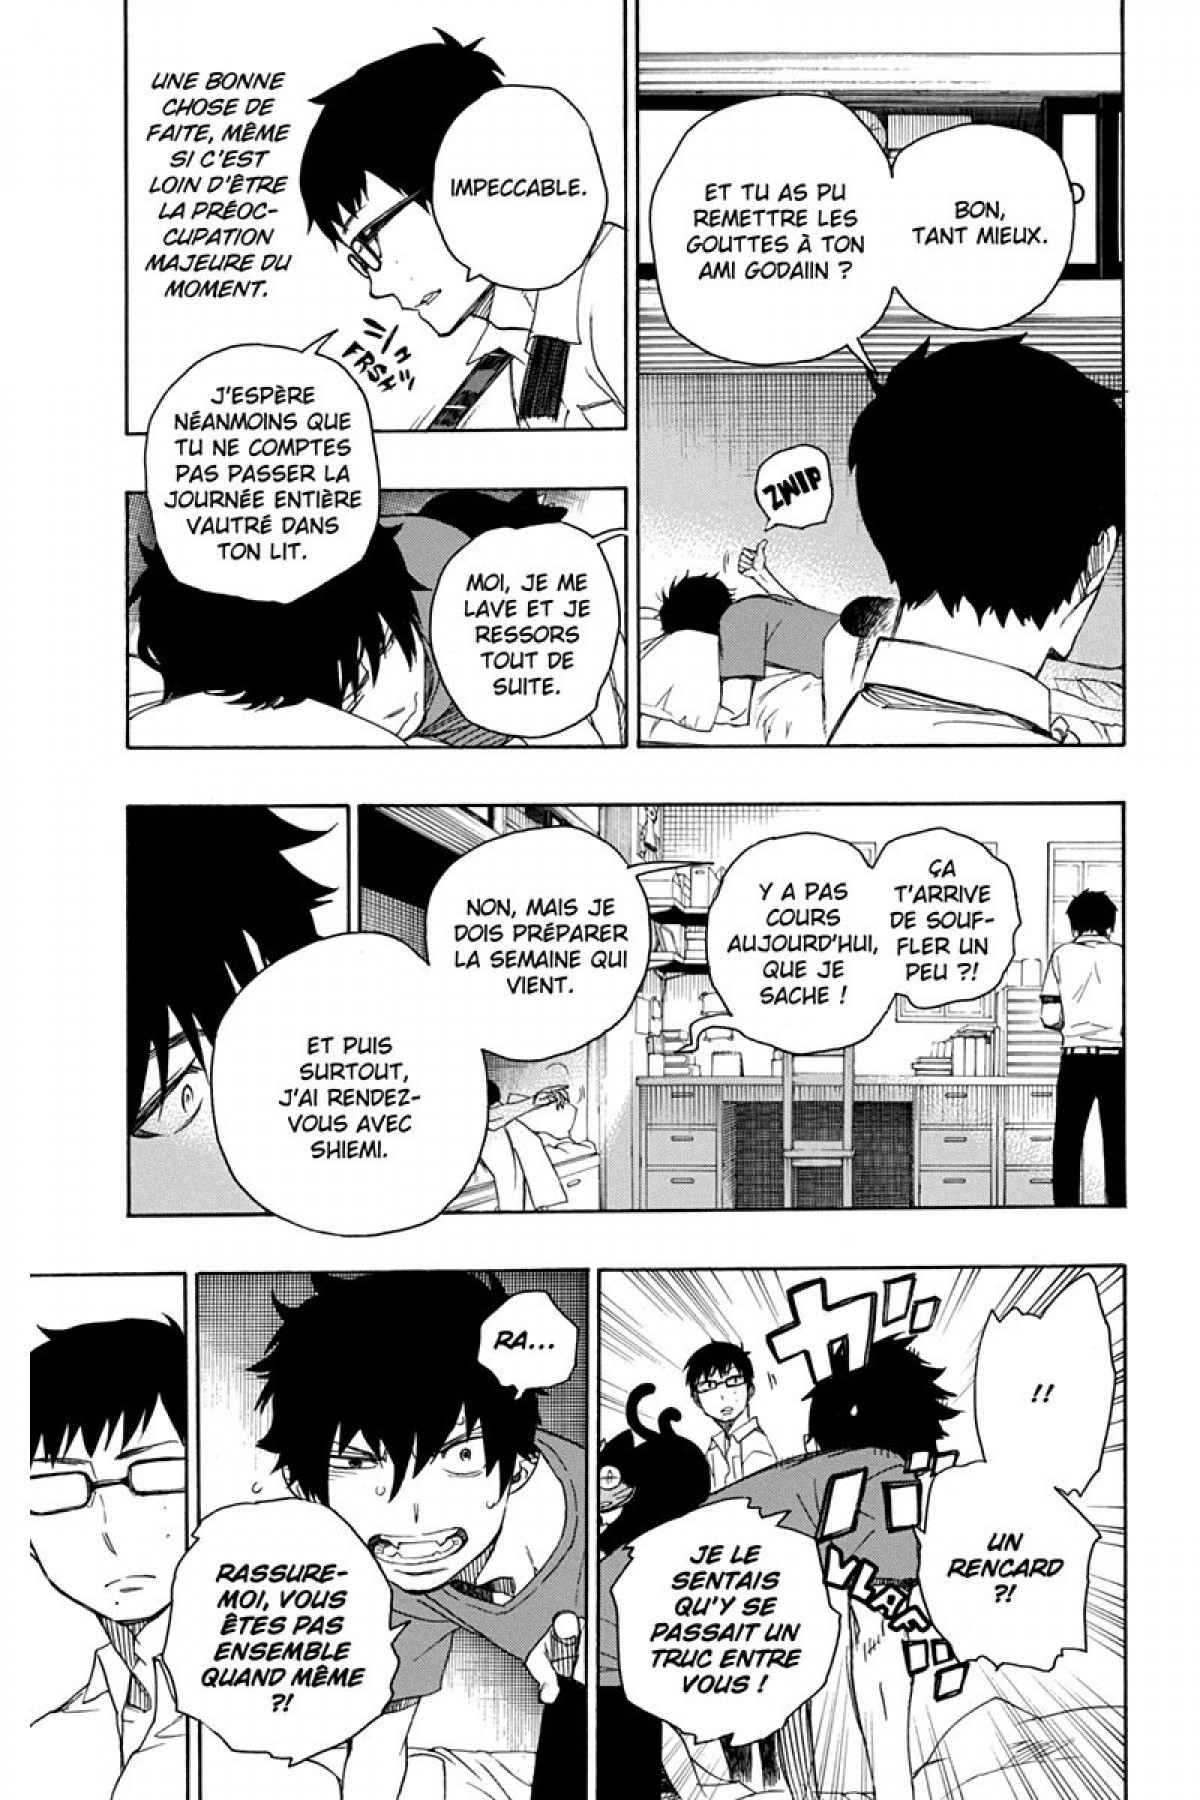 BON,
TANT MIEUX.
ET TU AS PU
REMETTRE LES
GOUTTES À TON
AMI GODAIIN ?
ZWIP
IMPECCABLE.
UNE BONNE
CHOSE DE
FAITE, MÊME
SI C'EST
LOIN D'ÊTRE
LA PRÉOC-
CUPATION
MAJEURE DU
MOMENT.
FRSH
J'ESPÈRE
NÉANMOINS QUE
TU NE COMPTES
PAS PASSER LA
JOURNÉE ENTIÈRE
VAUTRÉ DANS
TON LIT.
MOI, JE ME
LAVE ET JE
RESSORS
TOUT DE
SUITE.
ÇA
T'ARRIVE
DE SOUF-
FLER UN
PEU ?!
Y A PAS
COURS
AUJOURD'HUI,
QUE JE
SACHE !
NON, MAIS JE
DOIS PRÉPARER
LA SEMAINE QUI
VIENT.
ET PUIS
SURTOUT,
J'AI RENDEZ-
VOUS AVEC
SHIEMI.
!!
UN
RENCARD
?!
ガバッ
VLAF
JE LE
SENTAIS
QU'Y SE
PASSAIT UN
TRUC ENTRE
VOUS !
RA...
RASSURE-
MOI, VOUS
ÊTES PAS
ENSEMBLE
QUAND MÊME
?!